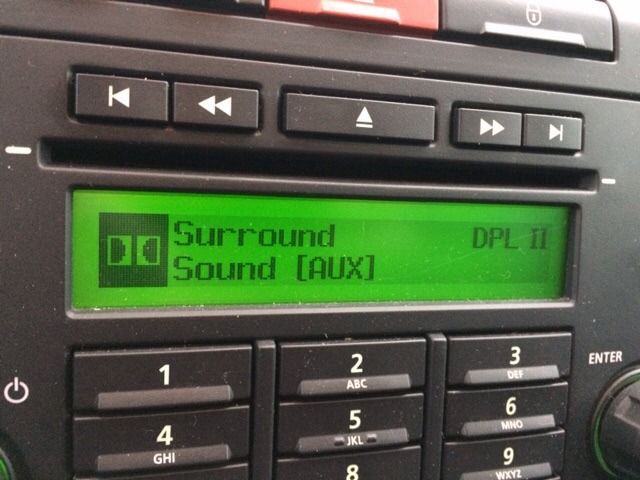 Surround DPL II
Sound [AUX]
ENTER
1
2
ABC
3
DEF
4
GHI
5
JKL
6
MNO
8
9
WXYZ